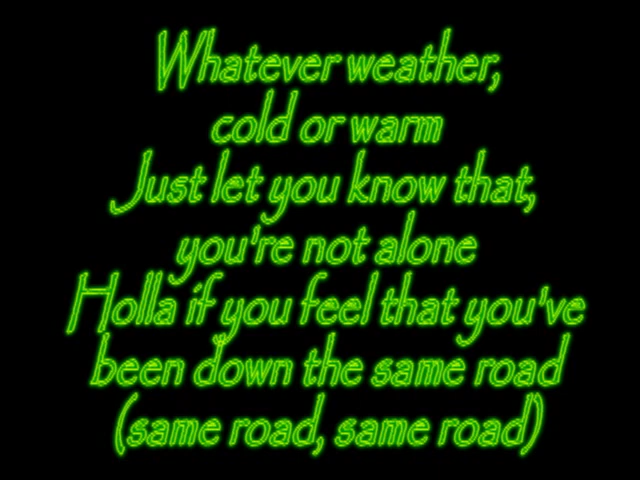 Whatever weather,
cold or warm
Just let you know that,
you're not alone
Holla if you feel that you've
been down the same road
(same road, same road)